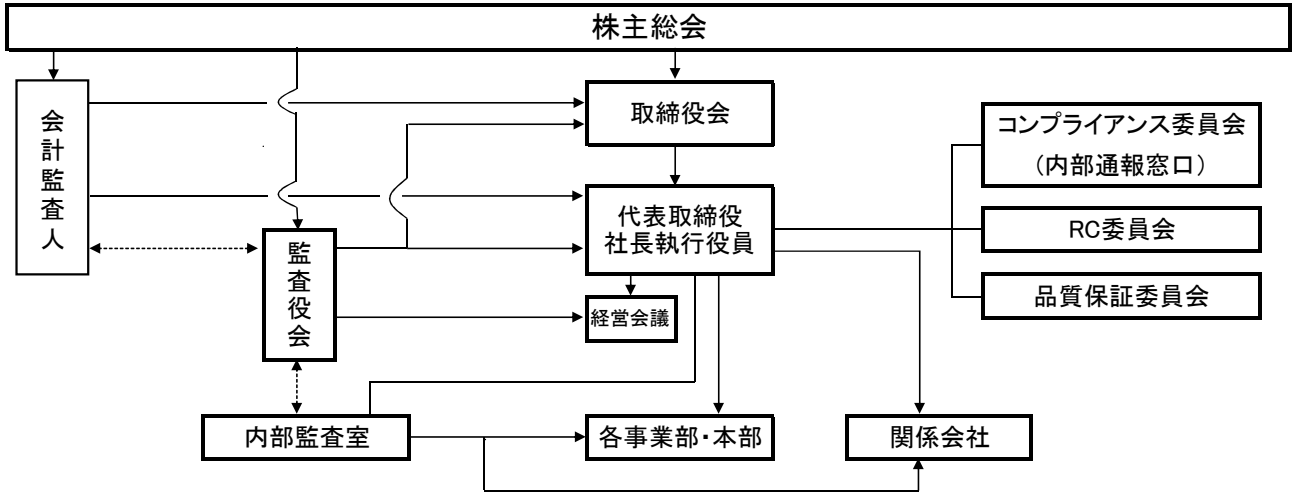 株主総会
会計監査人
取締役会
コンプライアンス委員会
（内部通報窓口）
代表取締役
社長執行役員
RC委員会
監査役会
品質保証委員会
経営会議
内部監査室
各事業部・本部
関係会社